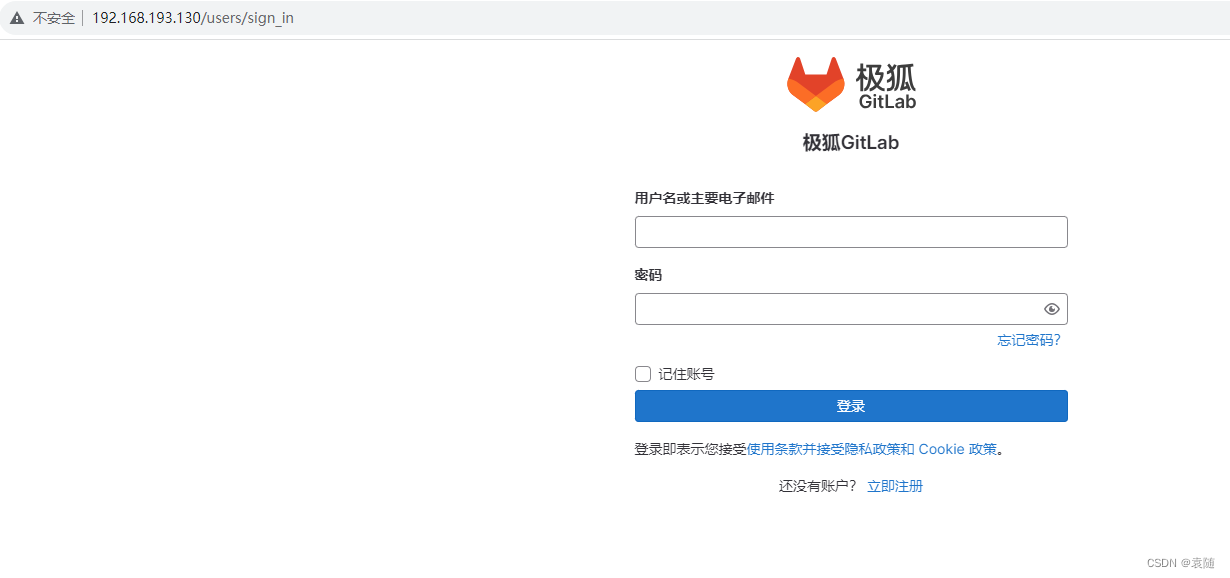 不安全 192.168.193.130/users/sign_in
极狐
GitLab
极狐GitLab
用户名或主要电子邮件
密码
忘记密码?
记住账号
登录
登录即表示您接受使用条款并接受隐私政策和 Cookie 政策。
还没有账户? 立即注册
CSDN @袁随